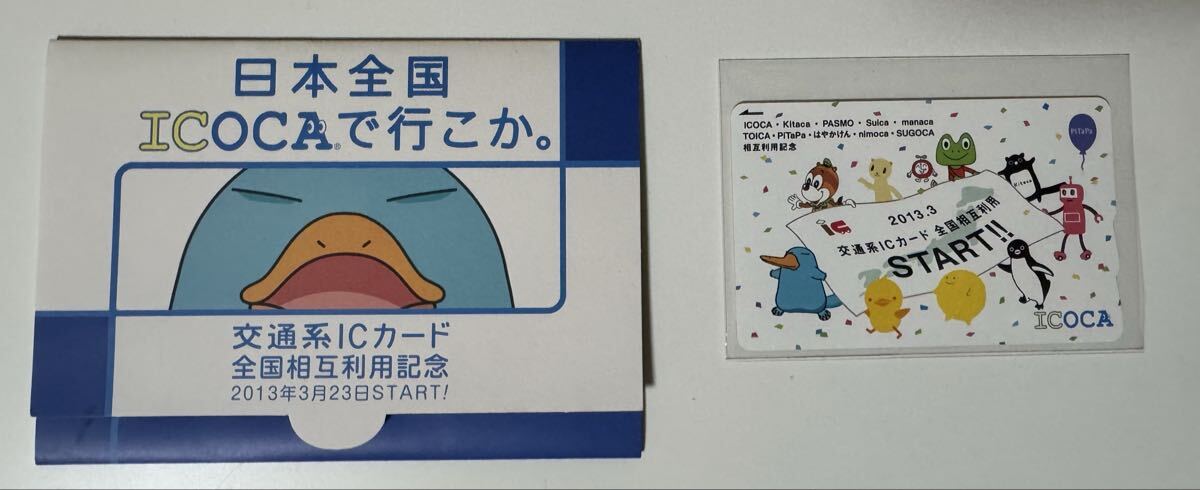 日本全国
ICOCAで行こか。
交通系ICカード
全国相互利用記念
2013年3月23日START!
ICOCA・Kitaca・PASMO・Suica・manaca
TOICA・PiTaPa・はやかけん・nimoca・SUGOCA
相互利用記念
PiTaPa
Kitaca
IC
2013.3
交通系ICカード 全国相互利用
START!!
ICOCA